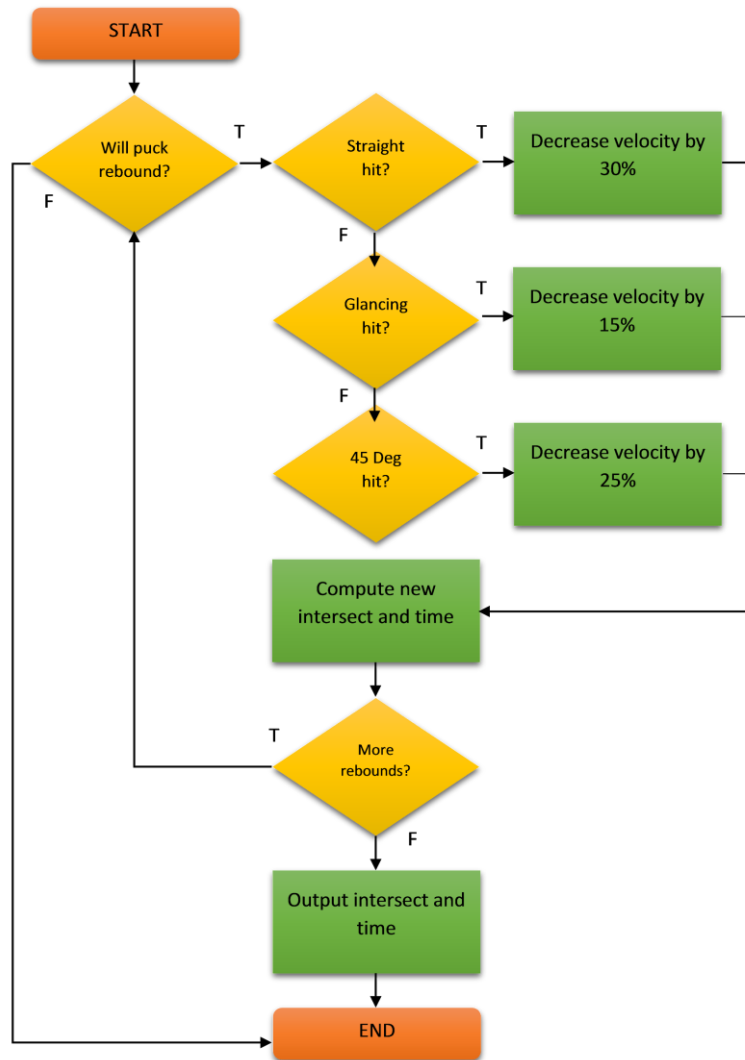 START
Will puck
rebound?
T
F
Straight
hit?
T
Decrease velocity by
30%
F
Glancing
hit?
T
Decrease velocity by
15%
F
45 Deg
hit?
T
Decrease velocity by
25%
Compute new
intersect and time
T
More
rebounds?
F
Output intersect and
time
END